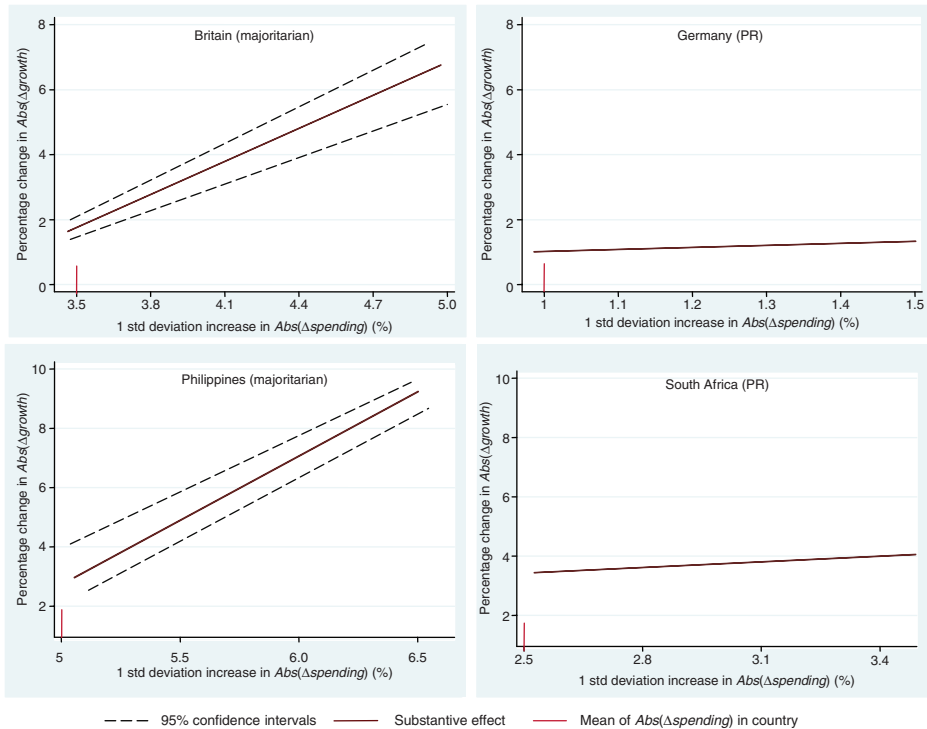 Britain (majoritarian)
Percentage change in Abs(Δgrowth)
8
6
4
2
0
3.5 3.8 4.1 4.4 4.7 5.0
1 std deviation increase in Abs(Δspending) (%)
Germany (PR)
Percentage change in Abs(Δgrowth)
8
6
4
2
0
1 1.1 1.2 1.3 1.4 1.5
1 std deviation increase in Abs(Δspending) (%)
Philippines (majoritarian)
Percentage change in Abs(Δgrowth)
10
8
6
4
2
5 5.5 6.0 6.5
1 std deviation increase in Abs(Δspending) (%)
South Africa (PR)
Percentage change in Abs(Δgrowth)
10
8
6
4
2
2.5 2.8 3.1 3.4
1 std deviation increase in Abs(Δspending) (%)
95% confidence intervals Substantive effect Mean of Abs(Δspending) in country